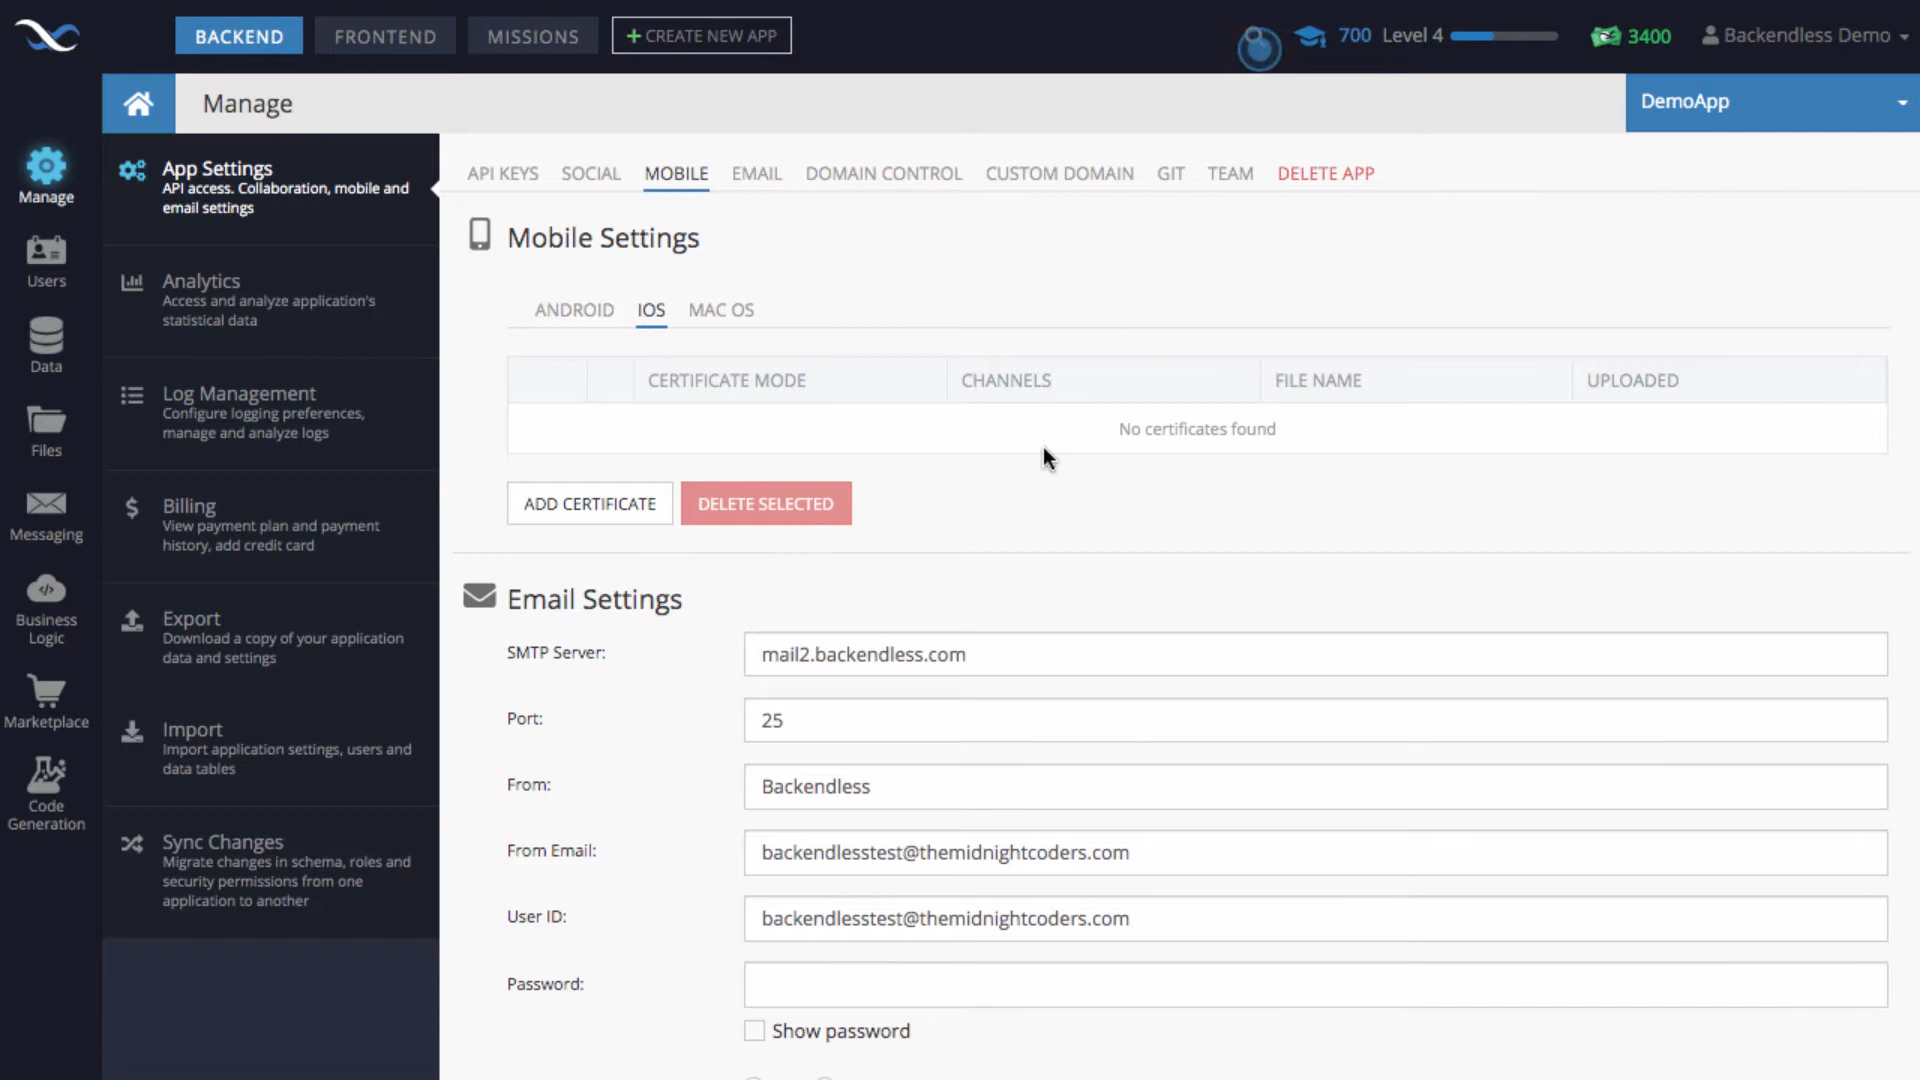 BACKEND
FRONTEND
MISSIONS
+ CREATE NEW APP
700 Level 4
3400
Backendless Demo
Manage
DemoApp
Manage
Users
Data
Files
Messaging
Business
Logic
Marketplace
Code
Generation
App Settings
API access. Collaboration, mobile and
email settings
Analytics
Access and analyze application's
statistical data
Log Management
Configure logging preferences,
manage and analyze logs
Billing
View payment plan and payment
history, add credit card
Export
Download a copy of your application
data and settings
Import
Import application settings, users and
data tables
Sync Changes
Migrate changes in schema, roles and
security permissions from one
application to another
API KEYS SOCIAL MOBILE EMAIL DOMAIN CONTROL CUSTOM DOMAIN GIT TEAM DELETE APP
Mobile Settings
ANDROID IOS MAC OS
CERTIFICATE MODE CHANNELS FILE NAME UPLOADED
No certificates found
ADD CERTIFICATE DELETE SELECTED
Email Settings
SMTP Server: mail2.backendless.com
Port: 25
From: Backendless
From Email: backendlesstest@themidnightcoders.com
User ID: backendlesstest@themidnightcoders.com
Password:
Show password